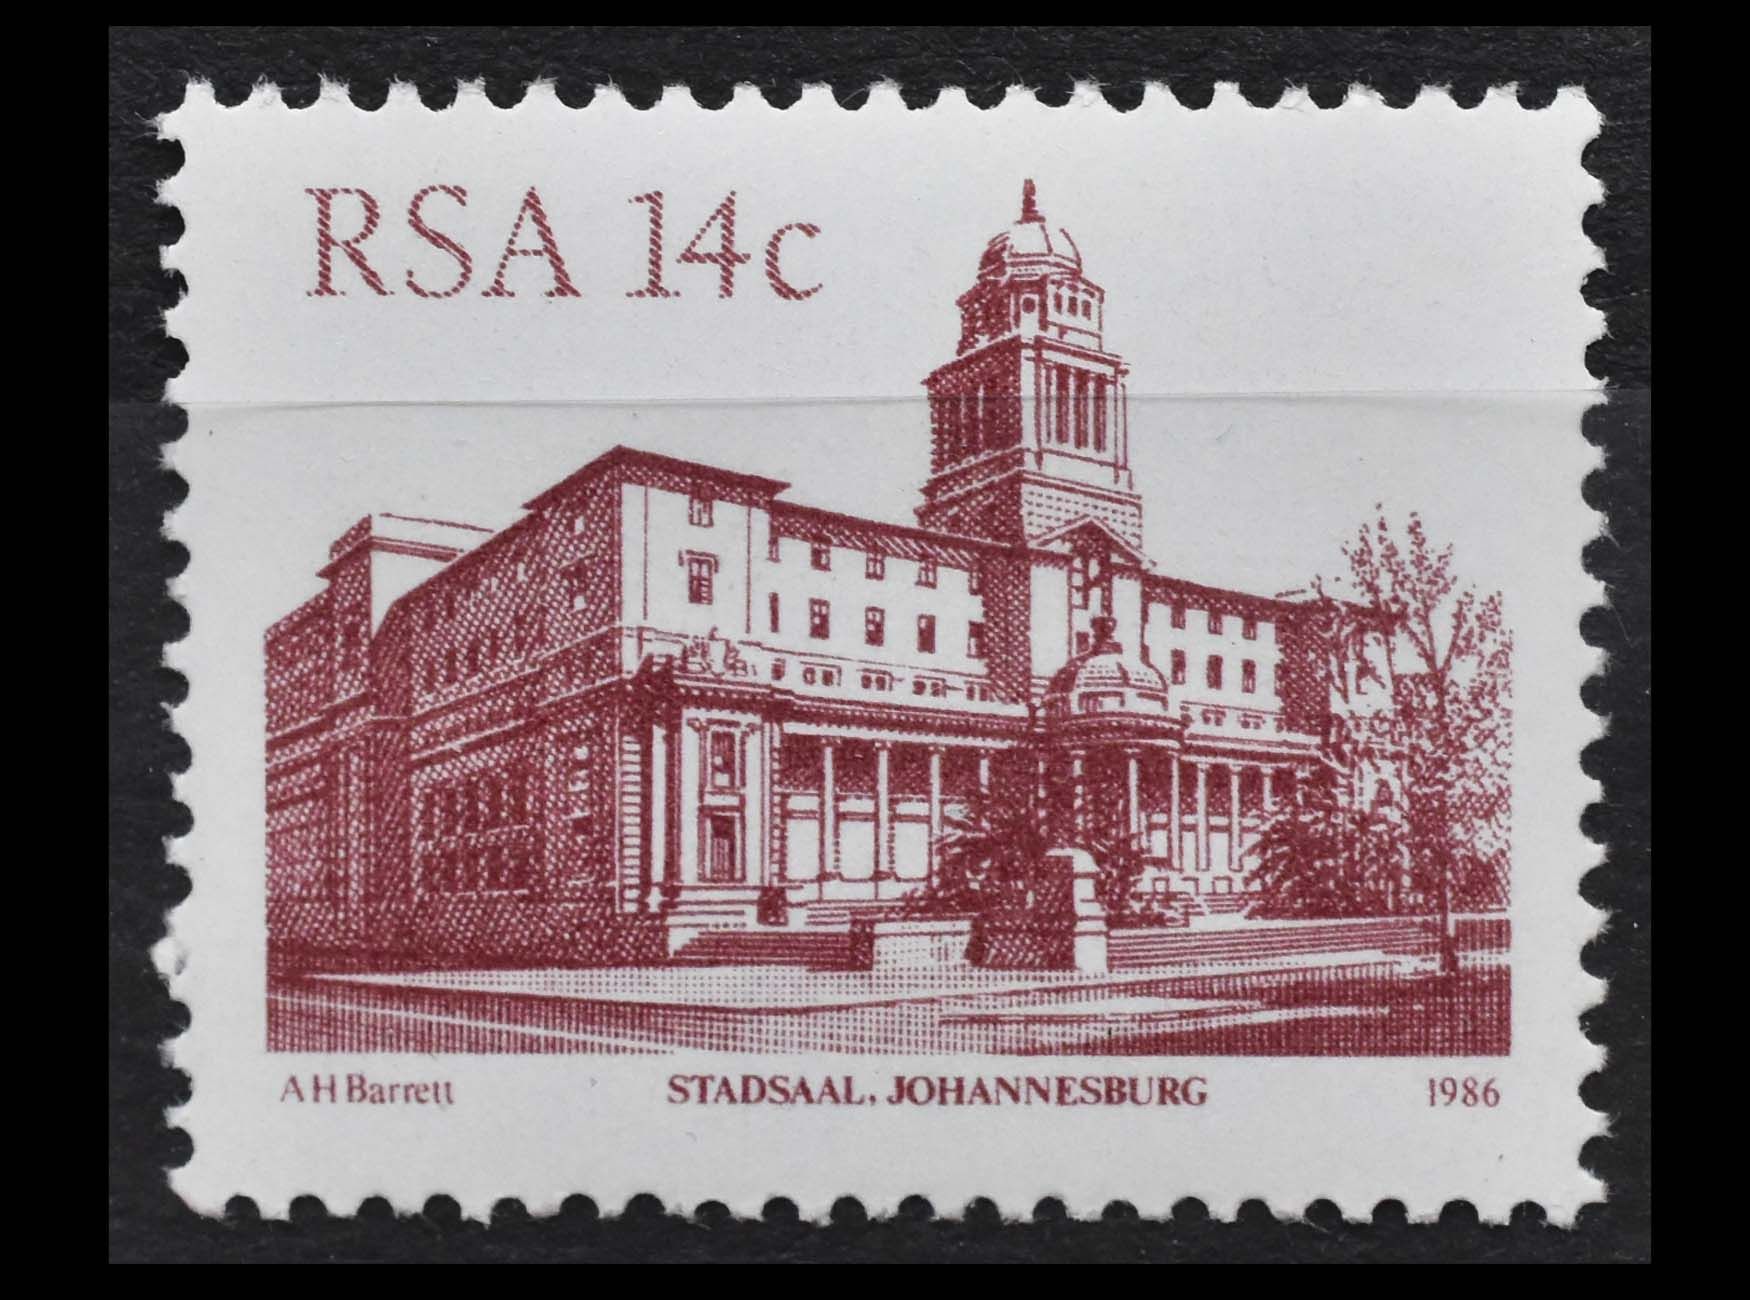 RSA 14c
A H Barrett STADSAAL, JOHANNESBURG 1986